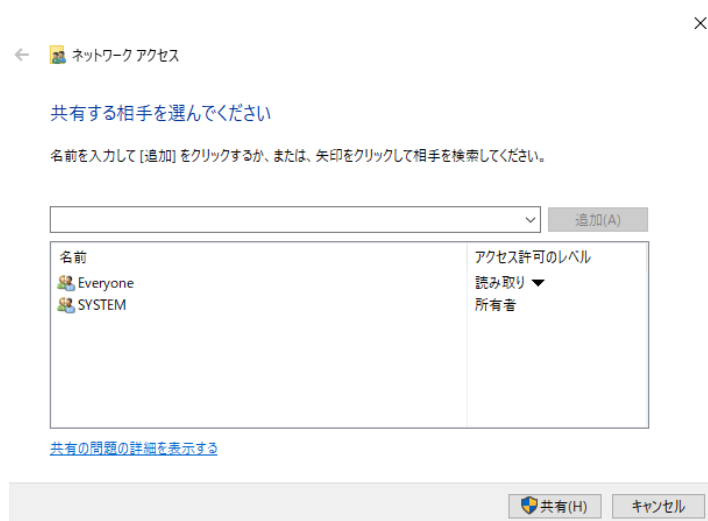 ネットワーク アクセス
共有する相手を選んでください
名前を入力して [追加] をクリックするか、または、矢印をクリックして相手を検索してください。
追加(A)
名前 アクセス許可のレベル
Everyone 読み取り ▼
SYSTEM 所有者
共有の問題の詳細を表示する
共有(H) キャンセル